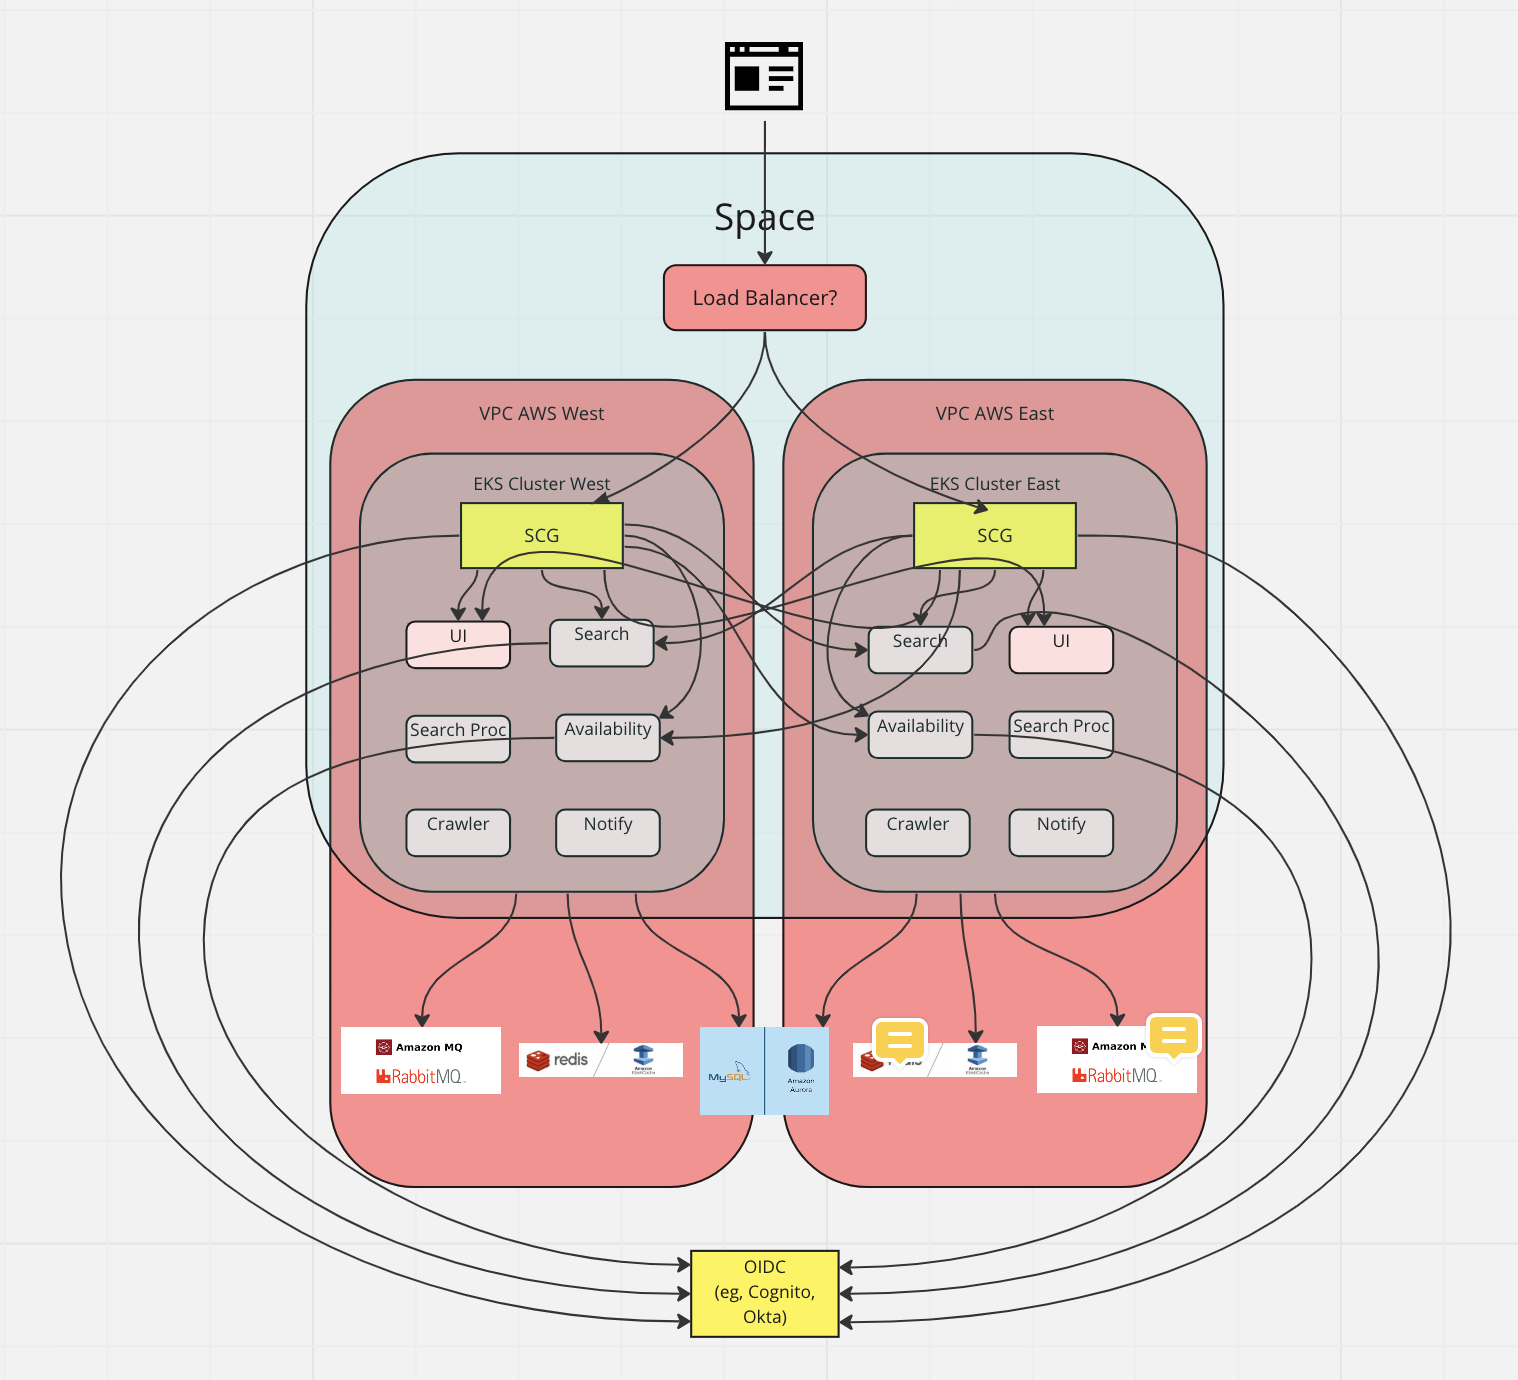 Space
Load Balancer?
VPC AWS West
VPC AWS East
EKS Cluster West
EKS Cluster East
SCG
SCG
UI
Search
Search
UI
Search Proc
Availability
Availability
Search Proc
Crawler
Notify
Crawler
Notify
Amazon MQ
RabbitMQ
redis
Amazon
ElastiCache
MySQL
Amazon
Aurora
Amazon
ElastiCache
Amazon
RabbitMQ
OIDC
(eg, Cognito,
Okta)